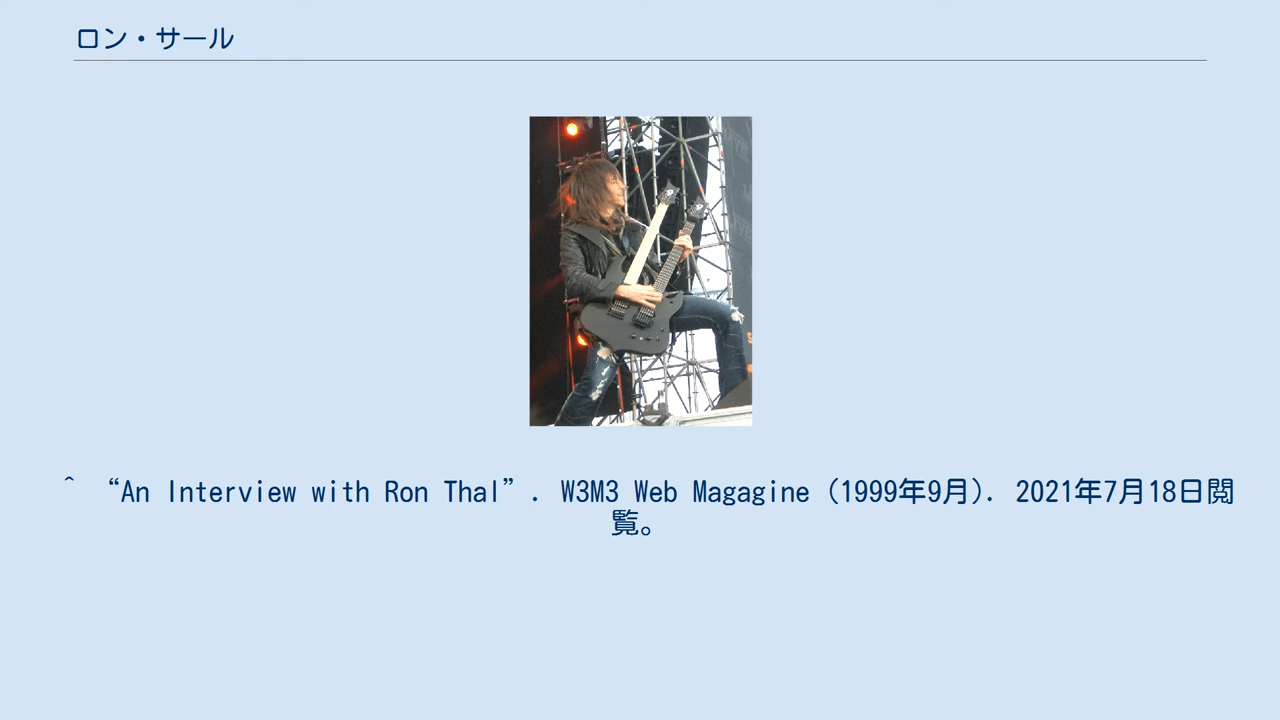 ロン・サール
^ “An Interview with Ron Thal”. W3M3 Web Magagine (1999年9月). 2021年7月18日閲
覧。